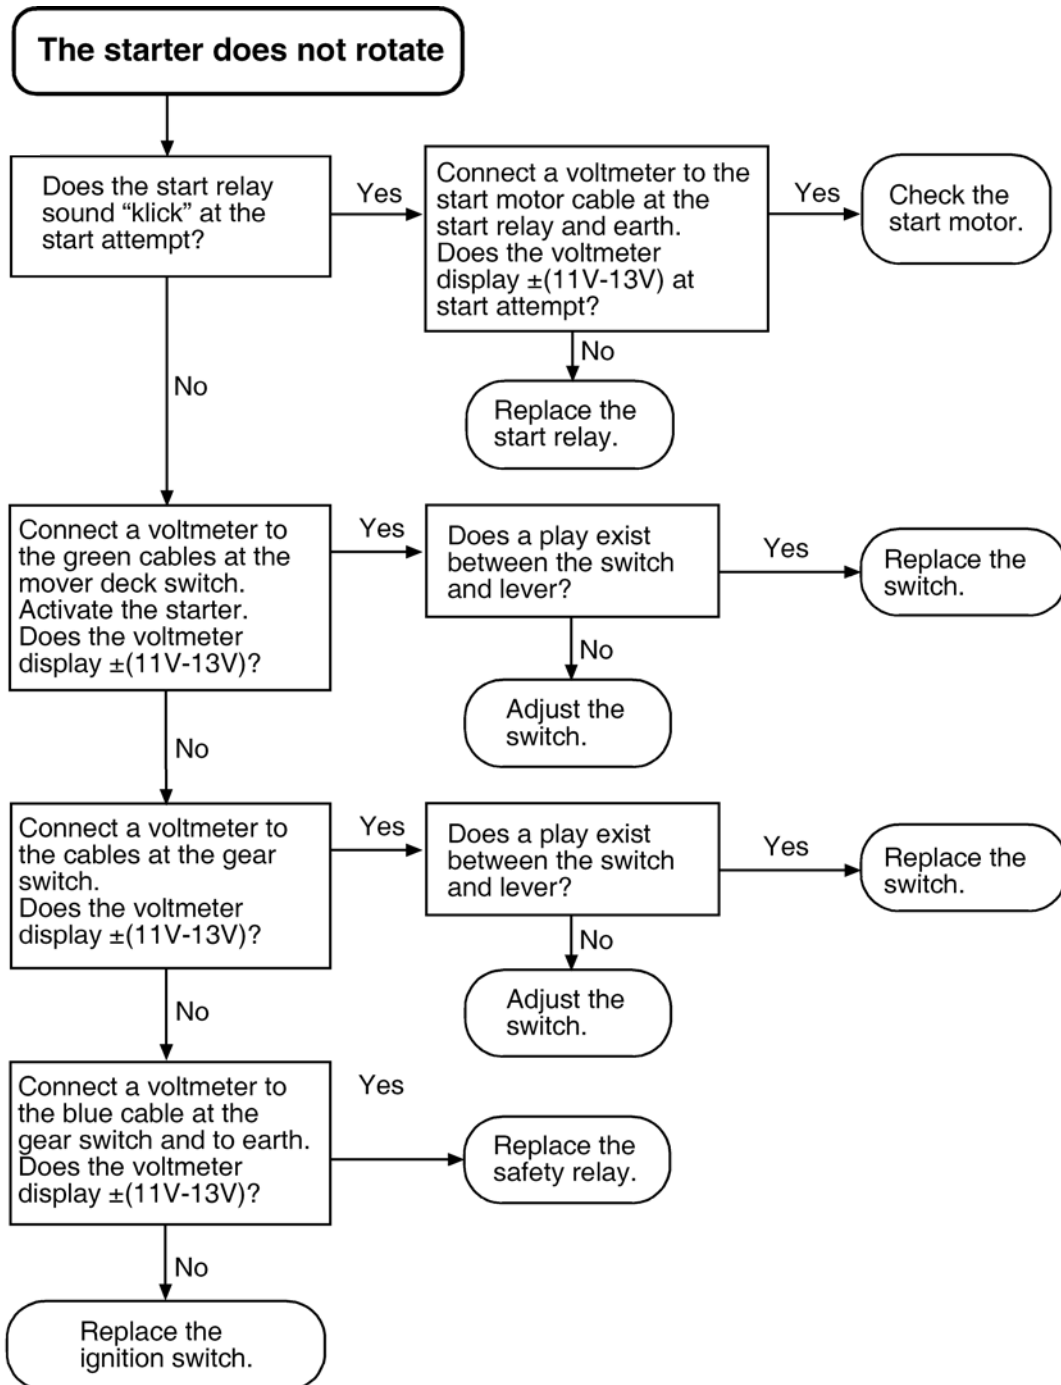 The starter does not rotate
Does the start relay
sound “klick” at the
start attempt?
Yes
Connect a voltmeter to the
start motor cable at the
start relay and earth.
Does the voltmeter
display ±(11V-13V) at
start attempt?
Yes
Check the
start motor.
No
Replace the
start relay.
No
Connect a voltmeter to
the green cables at the
mover deck switch.
Activate the starter.
Does the voltmeter
display ±(11V-13V)?
Yes
Does a play exist
between the switch
and lever?
Yes
Replace the
switch.
No
Adjust the
switch.
No
Connect a voltmeter to
the cables at the gear
switch.
Does the voltmeter
display ±(11V-13V)?
Yes
Does a play exist
between the switch
and lever?
Yes
Replace the
switch.
No
Adjust the
switch.
No
Connect a voltmeter to
the blue cable at the
gear switch and to earth.
Does the voltmeter
display ±(11V-13V)?
Yes
Replace the
safety relay.
No
Replace the
ignition switch.